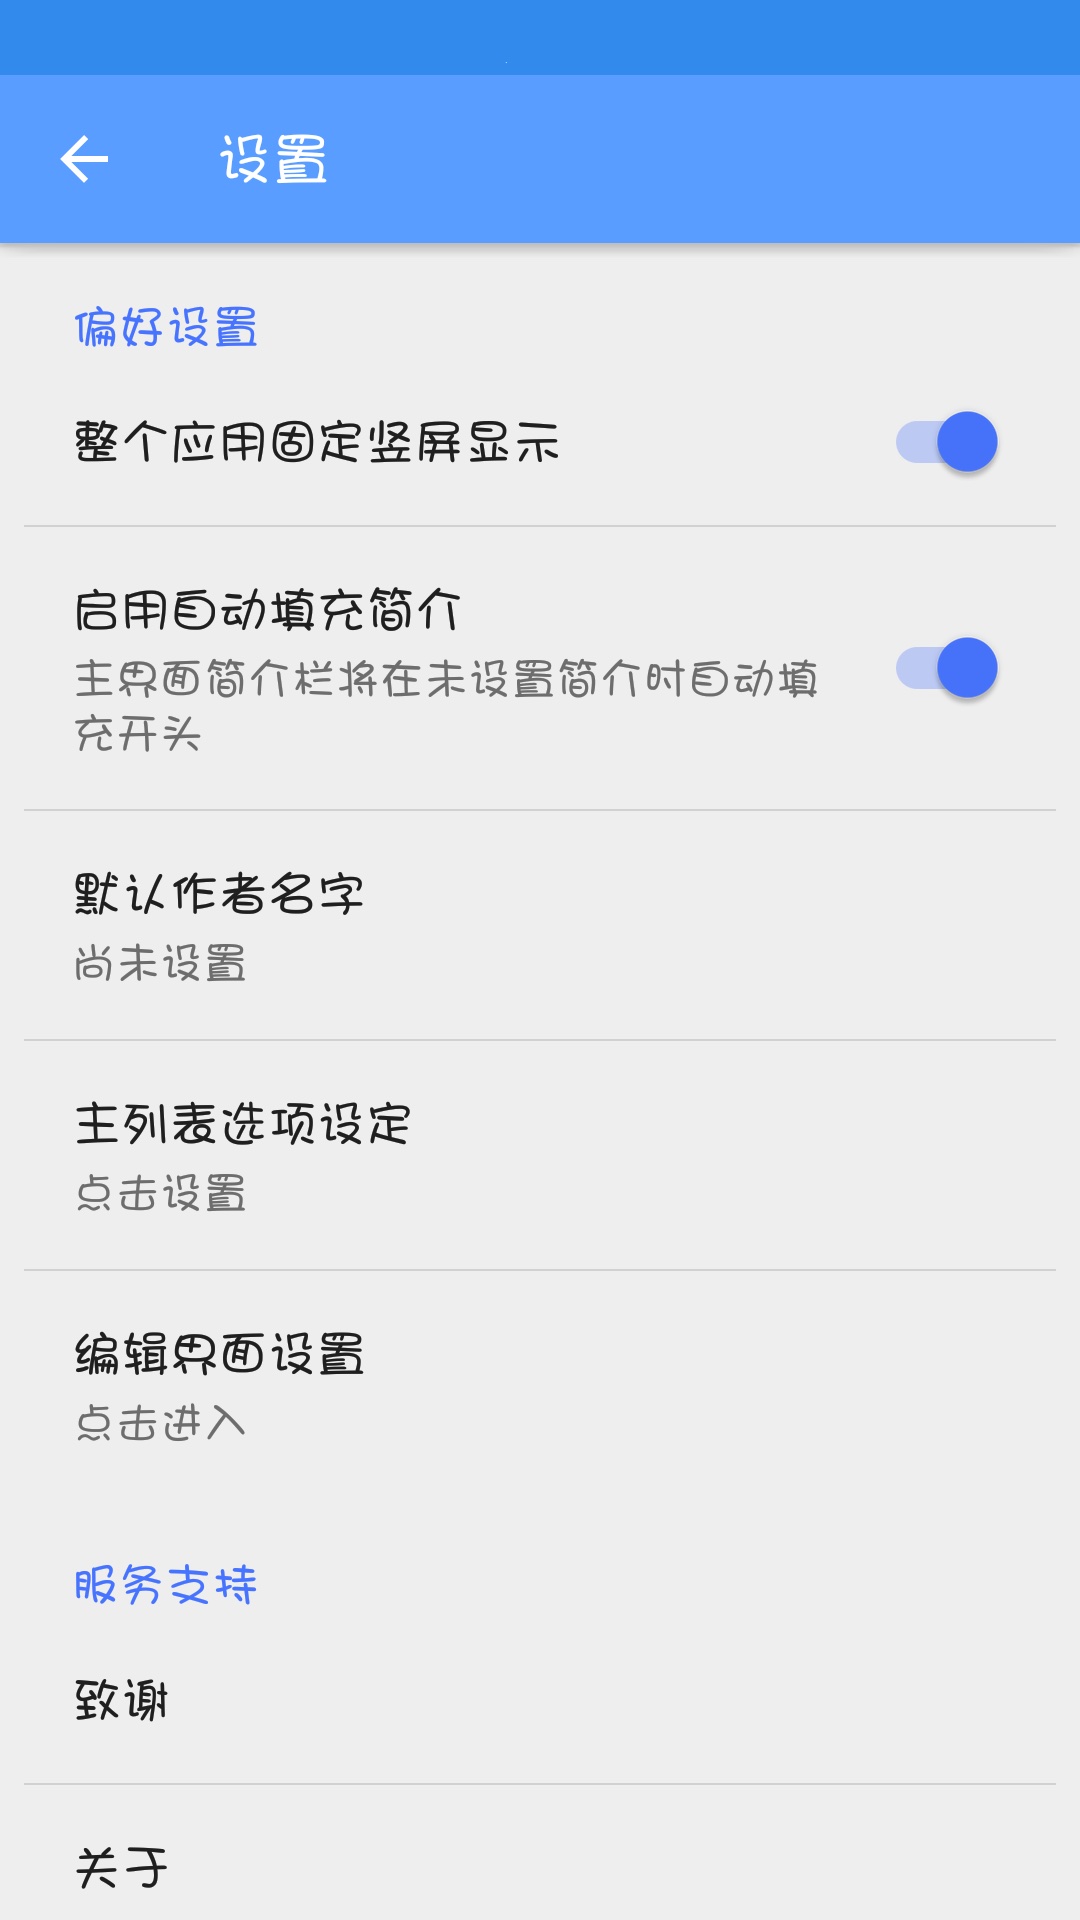 设置
偏好设置
整个应用固定竖屏显示
启用自动填充简介
主界面简介栏将在未设置简介时自动填
充开头
默认作者名字
尚未设置
主列表选项设定
点击设置
编辑界面设置
点击进入
服务支持
致谢
关于